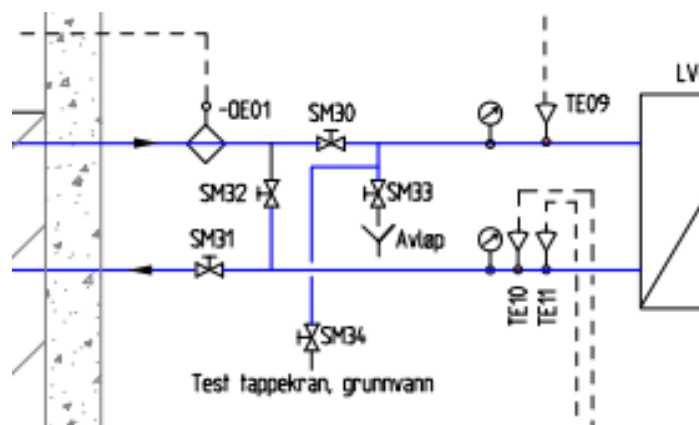 -OE01
SM30
TE09
LV
SM32
SM33
SM31
Avløp
TE10
TE11
SM34
Test tappekran, grunnvann